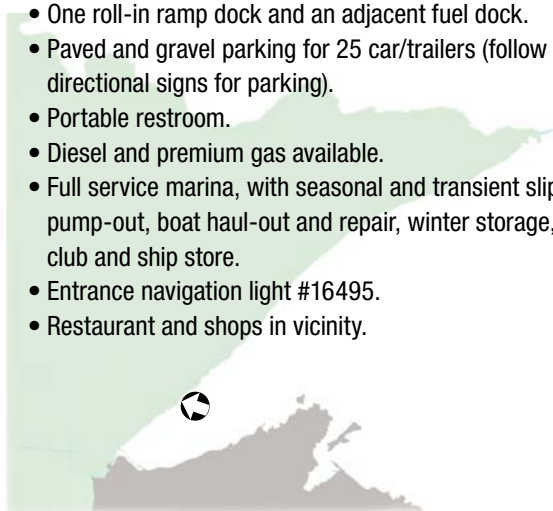 • One roll-in ramp dock and an adjacent fuel dock.
• Paved and gravel parking for 25 car/trailers (follow
directional signs for parking).
• Portable restroom.
• Diesel and premium gas available.
• Full service marina, with seasonal and transient slip
pump-out, boat haul-out and repair, winter storage,
club and ship store.
• Entrance navigation light #16495.
• Restaurant and shops in vicinity.